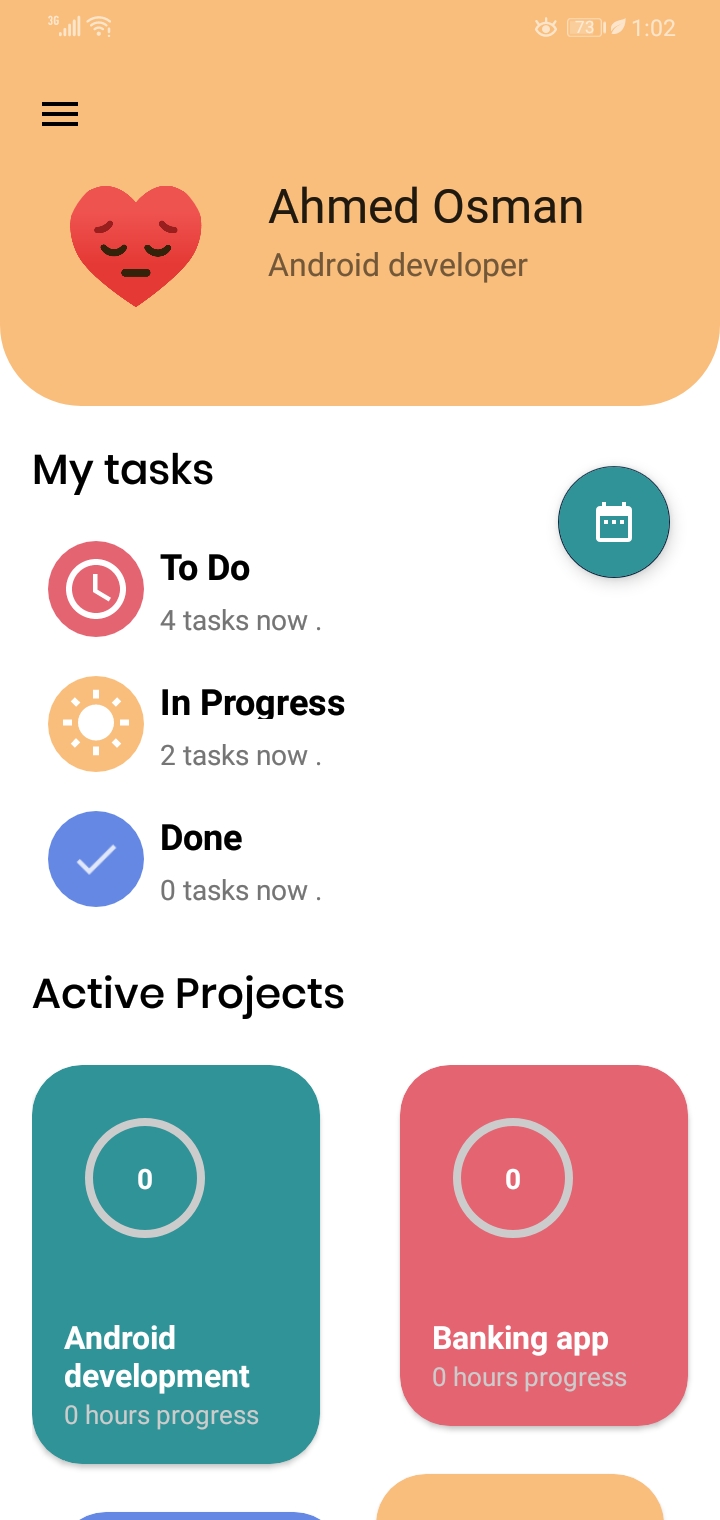 3G 73 1:02
Ahmed Osman
Android developer
My tasks
To Do
4 tasks now .
In Progress
2 tasks now .
Done
0 tasks now .
Active Projects
0
Android
development
0 hours progress
0
Banking app
0 hours progress